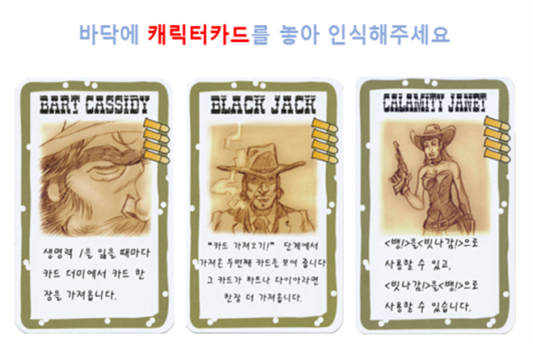 바닥에 캐릭터카드를 놓아 인식해주세요
BART CASSIDY
생명력 1을 잃을 때마다
카드 더미에서 카드 한
장을 가져옵니다.
BLACK JACK
"카드 가져오기!" 단계에서
가져온 두번째 카드를 보여 줍니다
그 카드가 하트나 다이아라면
한장 더 가져옵니다.
CALAMITY JANET
<뱅!>을<빗나감!>으로
사용할 수 있고,
<빗나감!>을<뱅!>으로
사용할 수 있습니다.